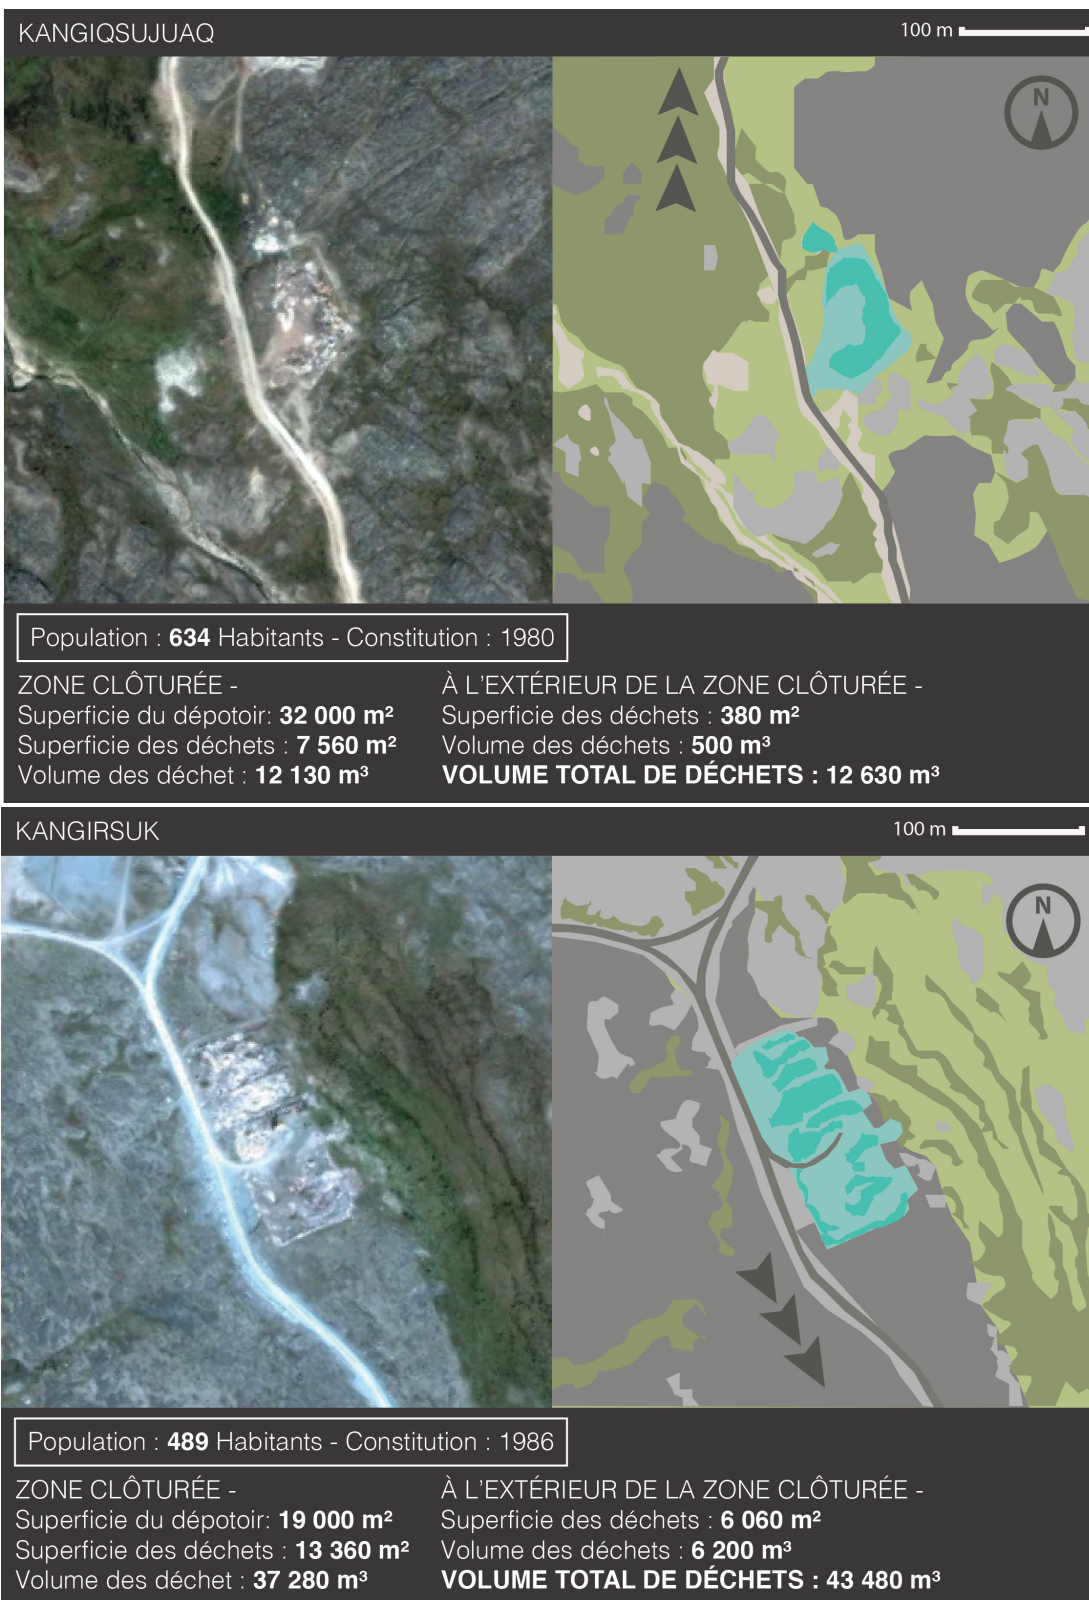 KANGIQSUJUAQ
100 m
N
Population : 634 Habitants - Constitution : 1980
ZONE CLÔTURÉE -
Superficie du dépotoir: 32 000 m²
Superficie des déchets : 7 560 m²
Volume des déchet : 12 130 m³
À L'EXTÉRIEUR DE LA ZONE CLÔTURÉE -
Superficie des déchets : 380 m²
Volume des déchets : 500 m³
VOLUME TOTAL DE DÉCHETS : 12 630 m³
KANGIRSUK
100 m
N
Population : 489 Habitants - Constitution : 1986
ZONE CLÔTURÉE -
Superficie du dépotoir: 19 000 m²
Superficie des déchets : 13 360 m²
Volume des déchet : 37 280 m³
À L'EXTÉRIEUR DE LA ZONE CLÔTURÉE -
Superficie des déchets : 6 060 m²
Volume des déchets : 6 200 m³
VOLUME TOTAL DE DÉCHETS : 43 480 m³